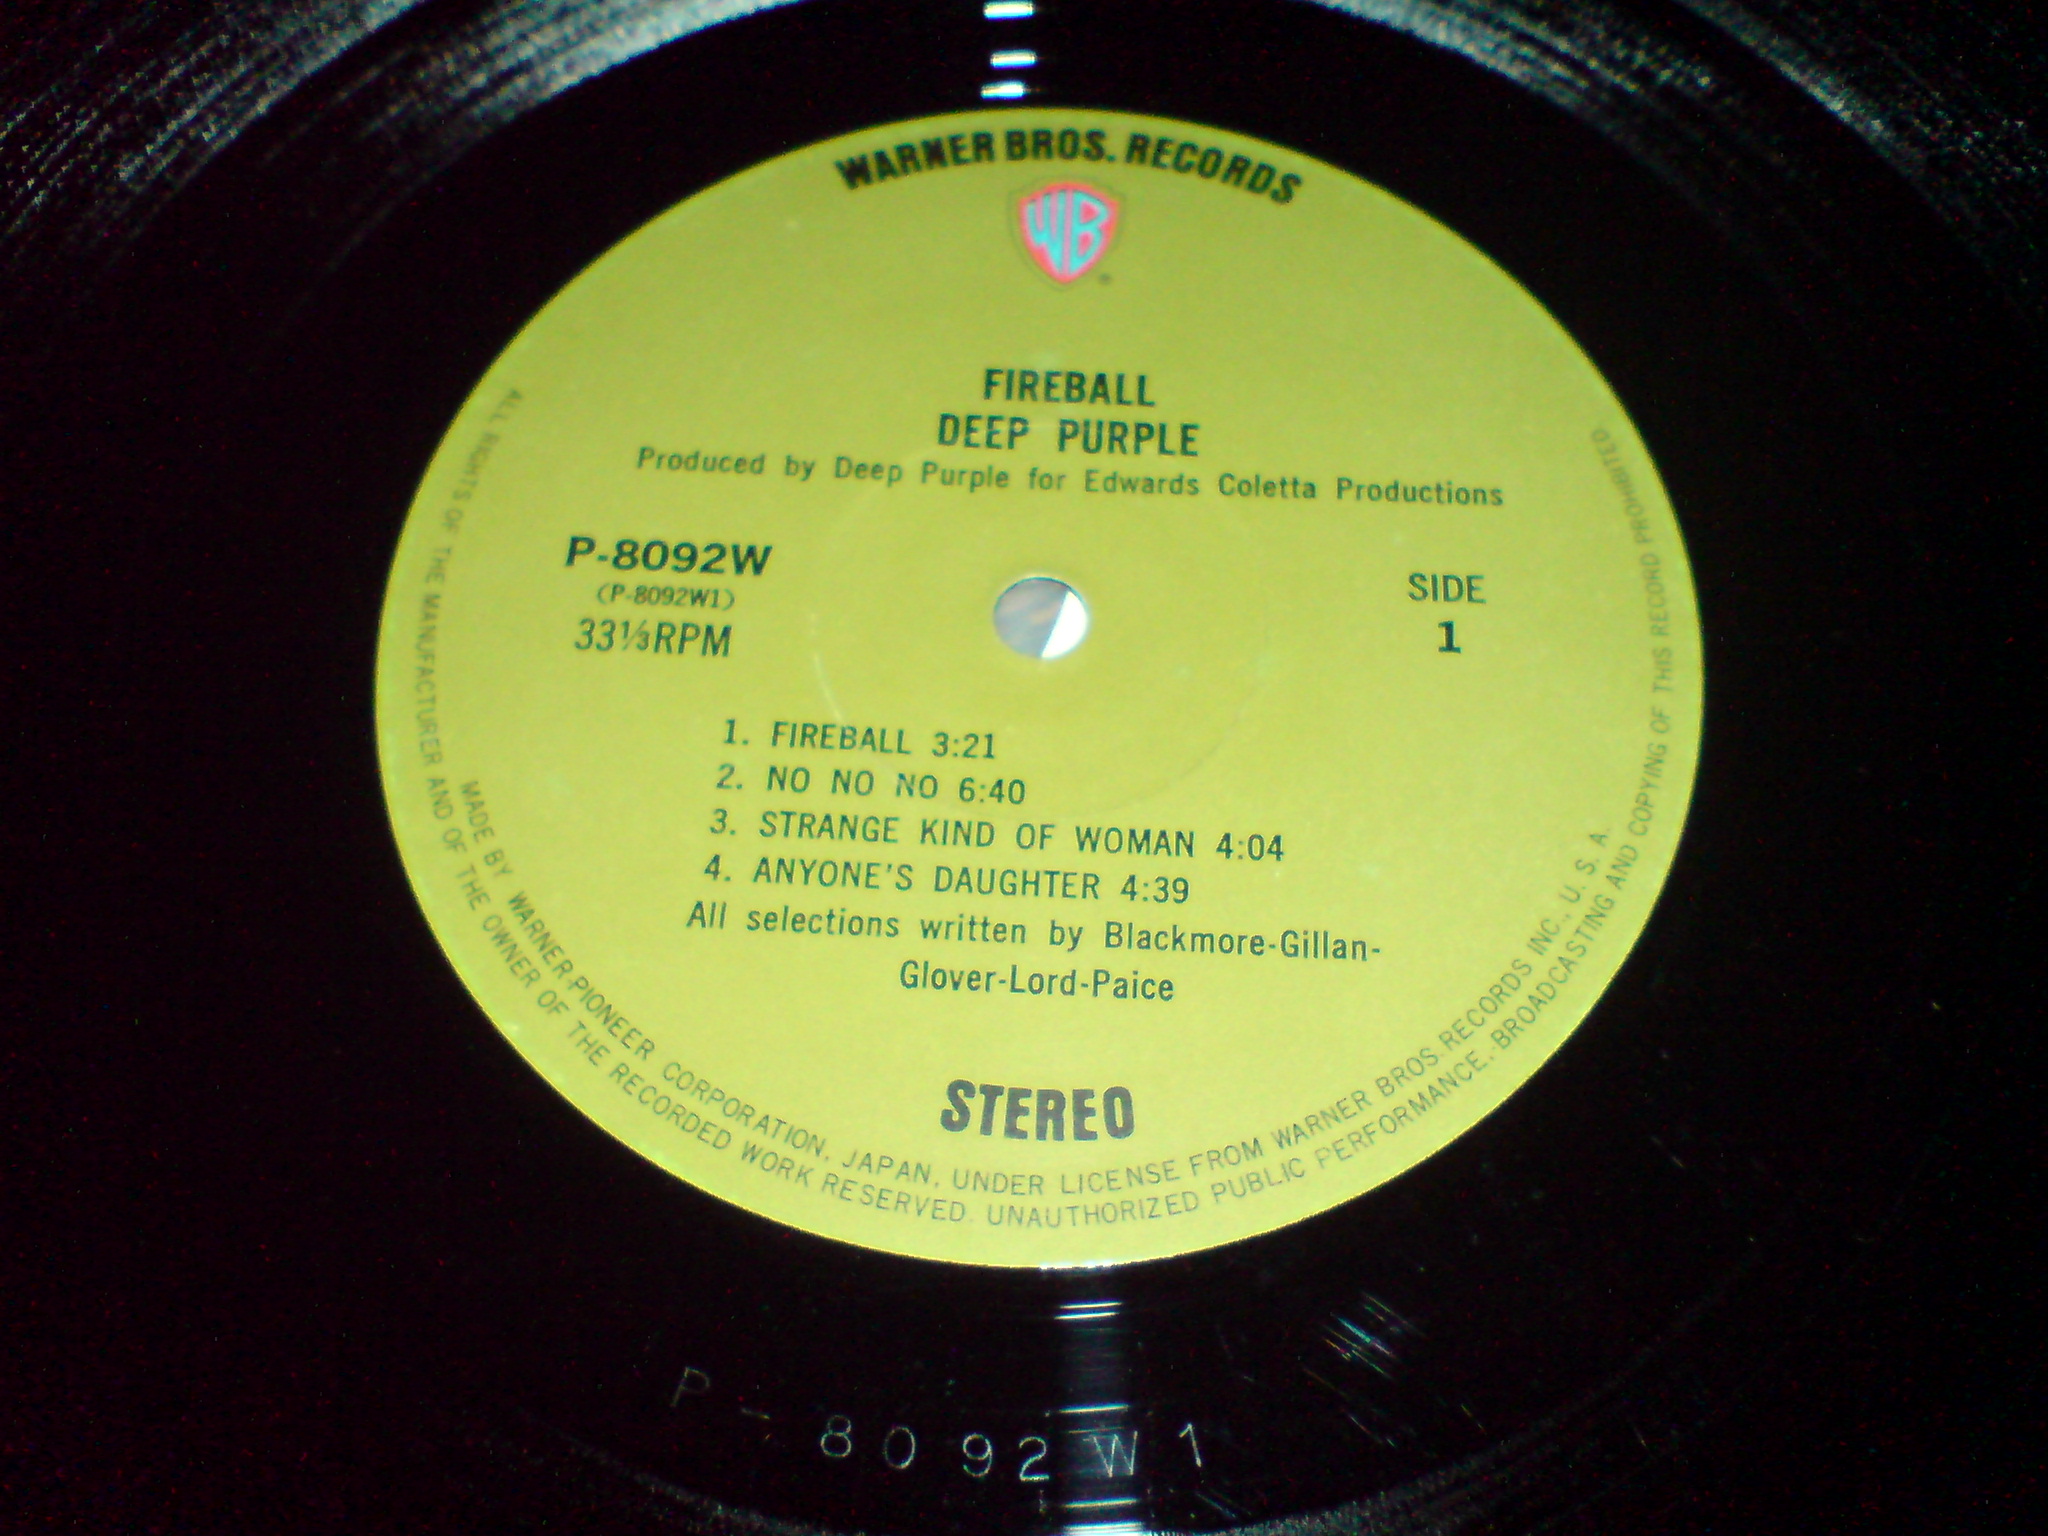 WARNER BROS. RECORDS
WB
FIREBALL
DEEP PURPLE
Produced by Deep Purple for Edwards Coletta Productions
P-8092W
(P-8092W1)
33⅓RPM
SIDE
1
1. FIREBALL 3:21
2. NO NO NO 6:40
3. STRANGE KIND OF WOMAN 4:04
4. ANYONE'S DAUGHTER 4:39
All selections written by Blackmore-Gillan-
Glover-Lord-Paice
STEREO
MADE BY WARNER-PIONEER CORPORATION, JAPAN, UNDER LICENSE FROM WARNER BROS. RECORDS INC., U. S. A.
ALL RIGHTS OF THE MANUFACTURER AND OF THE OWNER OF THE RECORDED WORK RESERVED. UNAUTHORIZED PUBLIC PERFORMANCE, BROADCASTING AND COPYING OF THIS RECORD PROHIBITED.
P-8092W1